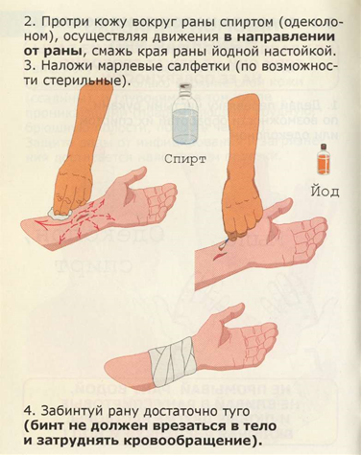 2. Протри кожу вокруг раны спиртом (одеколо-
ном), осуществляя движения в направлении
от раны, смажь края раны йодной настойкой.
3. Наложи марлевые салфетки (по возможнос-
ти стерильные).
Спирт
Йод
4. Забинтуй рану достаточно туго
(бинт не должен врезаться в тело
и затруднять кровообращение).